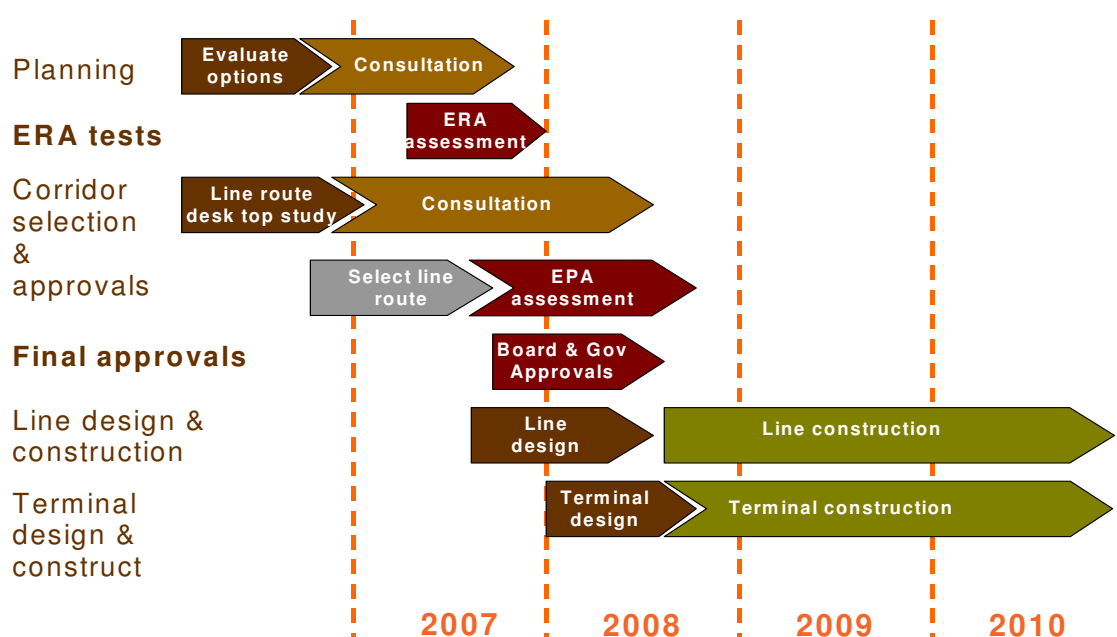 Planning
Evaluate
options
Consultation
ERA tests
ERA
assessment
Corridor
selection
&
approvals
Line route
desk top study
Consultation
Select line
route
EPA
assessment
Final approvals
Board & Gov
Approvals
Line design &
construction
Line
design
Line construction
Terminal
design &
construct
Terminal
design
Terminal construction
2007
2008
2009
2010